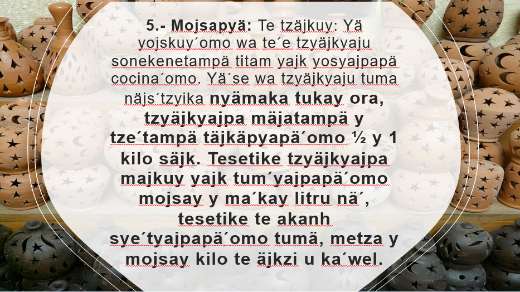 5.- Mojsapyä: Te tzäjkuy: Yä
yojskuy´omo wa te´e tzyäjkyaju
sonekenetampä titam yajk yosyajpapä
cocina´omo. Yä´se wa tzyäjkyaju tuma
näjs´tzyika nyämaka tukay ora,
tzyäjkyajpa mäjatampä y
tze´tampä täjkäpyapä´omo ½ y 1
kilo säjk. Tesetike tzyäjkyajpa
majkuy yajk tum´yajpapä´omo
mojsay y ma´kay litru nä´,
tesetike te akanh
sye´tyajpapä´omo tumä, metza y
mojsay kilo te äjkzi u ka´wel.